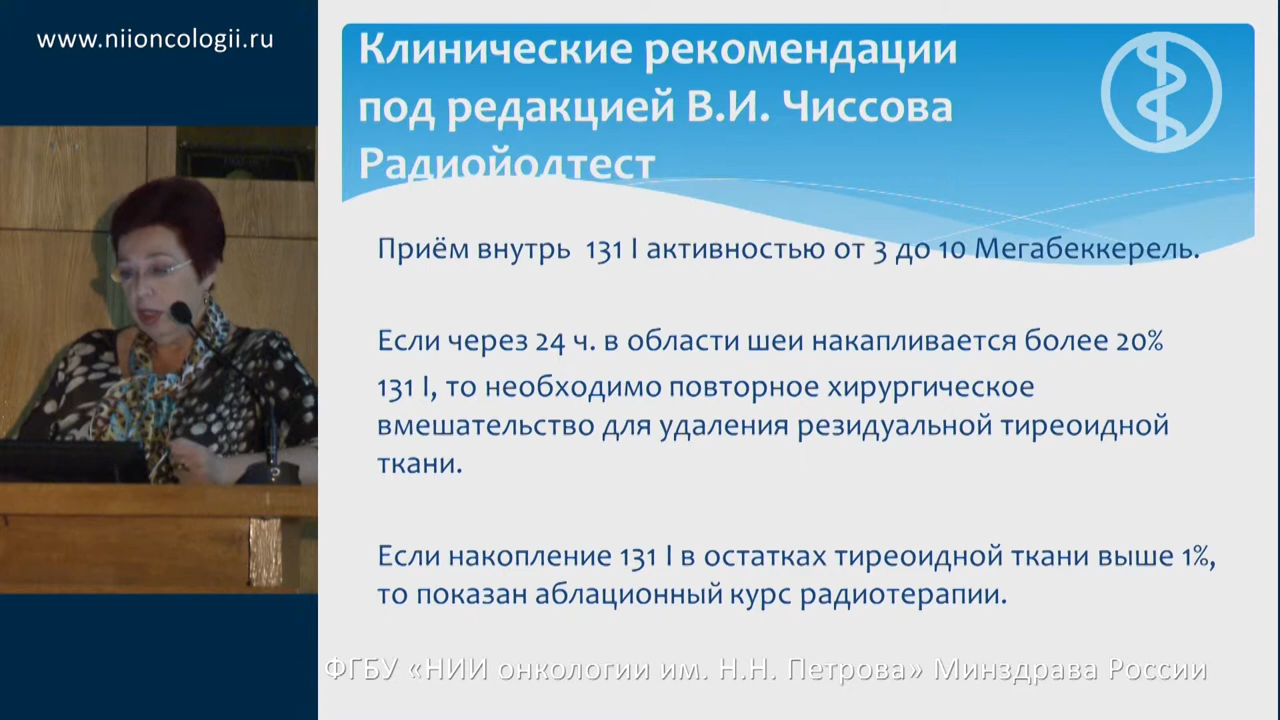 www.niioncologii.ru
Клинические рекомендации
под редакцией В.И. Чиссова
Радиойодтест
Приём внутрь 131 I активностью от 3 до 10 Мегабеккерель.
Если через 24 ч. в области шеи накапливается более 20%
131 I, то необходимо повторное хирургическое
вмешательство для удаления резидуальной тиреоидной
ткани.
Если накопление 131 I в остатках тиреоидной ткани выше 1%,
то показан аблационный курс радиотерапии.
ФГБУ «НИИ онкологии им. Н.Н. Петрова» Минздрава России